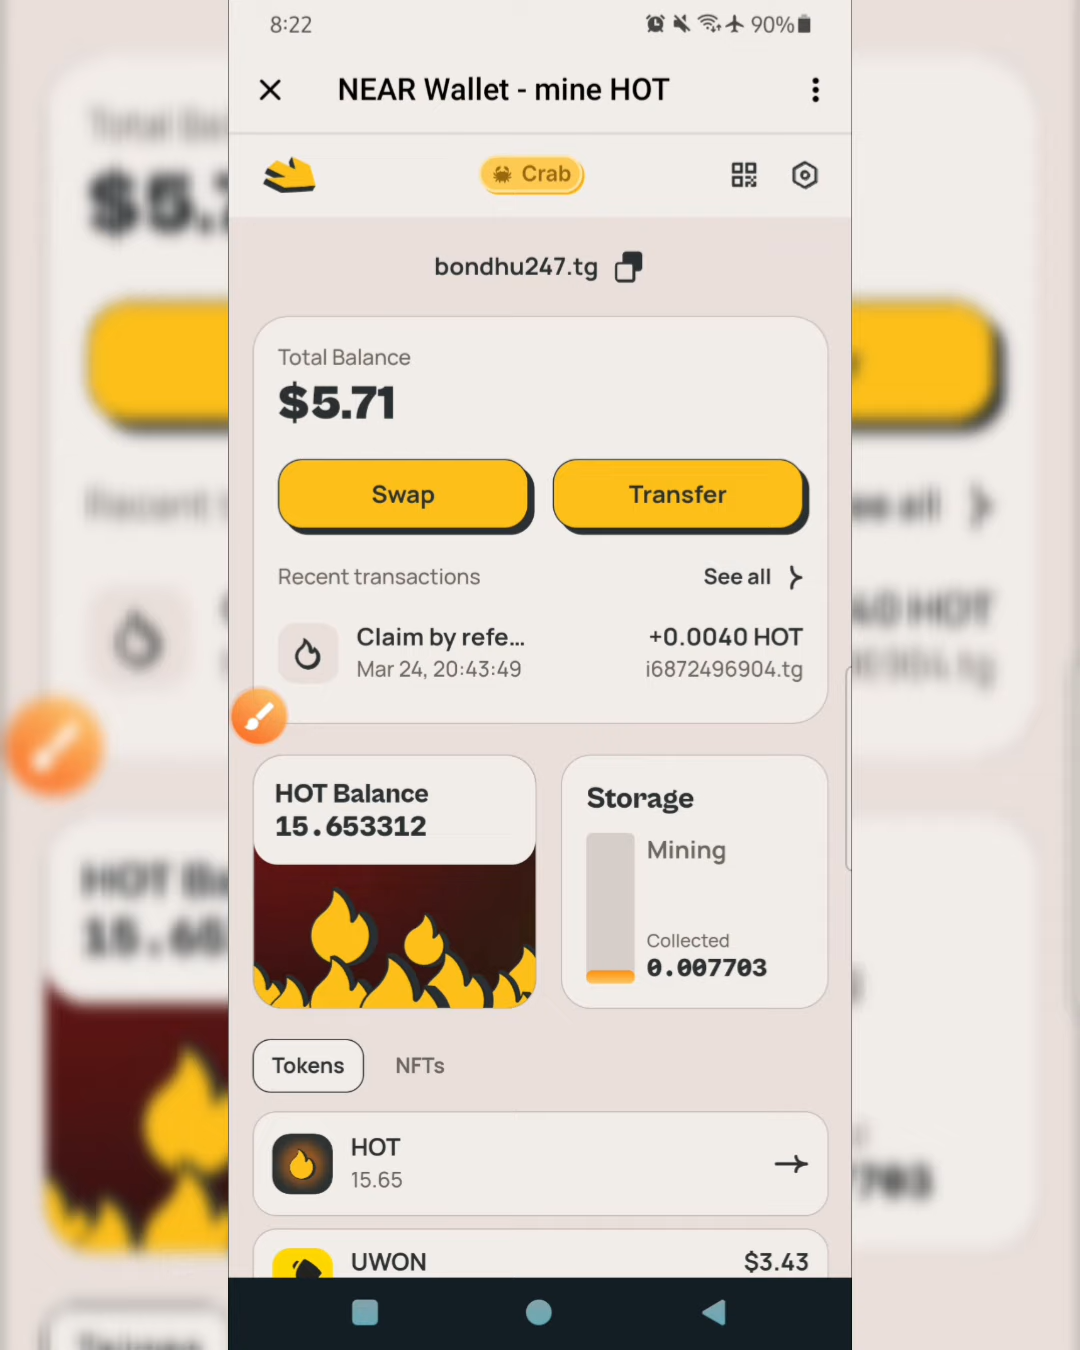 8:22
90%
NEAR Wallet - mine HOT
Crab
bondhu247.tg
Total Balance
$5.71
Swap
Transfer
Recent transactions
See all
Claim by refe...
+0.0040 HOT
Mar 24, 20:43:49
i6872496904.tg
HOT Balance
15.653312
Storage
Mining
Collected
0.007703
Tokens
NFTs
HOT
15.65
UWON
$3.43